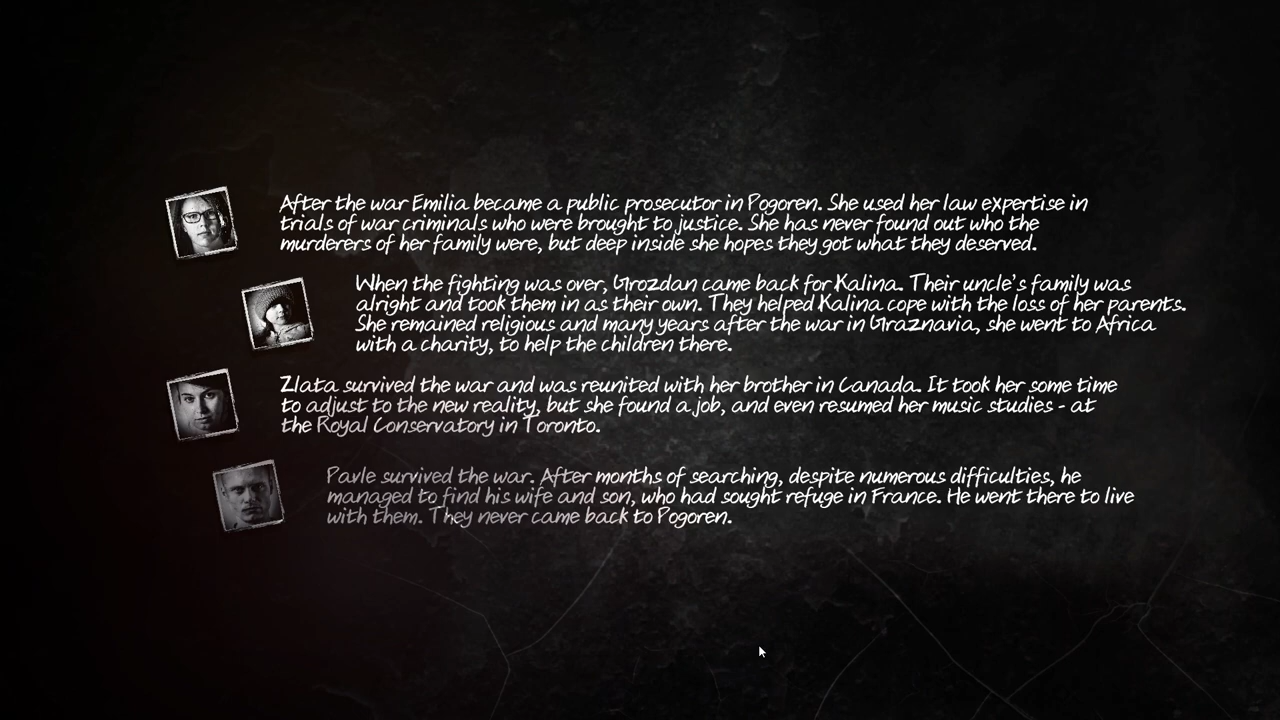 After the war Emilia became a public prosecutor in Pogoren. She used her law expertise in
trials of war criminals who were brought to justice. She has never found out who the
murderers of her family were, but deep inside she hopes they got what they deserved.
When the fighting was over, Grozdan came back for Kalina. Their uncle's family was
alright and took them in as their own. They helped Kalina cope with the loss of her parents.
She remained religious and many years after the war in Graznavia, she went to Africa
with a charity, to help the children there.
Zlata survived the war and was reunited with her brother in Canada. It took her some time
to adjust to the new reality, but she found a job, and even resumed her music studies - at
the Royal Conservatory in Toronto.
Pavle survived the war. After months of searching, despite numerous difficulties, he
managed to find his wife and son, who had sought refuge in France. He went there to live
with them. They never came back to Pogoren.